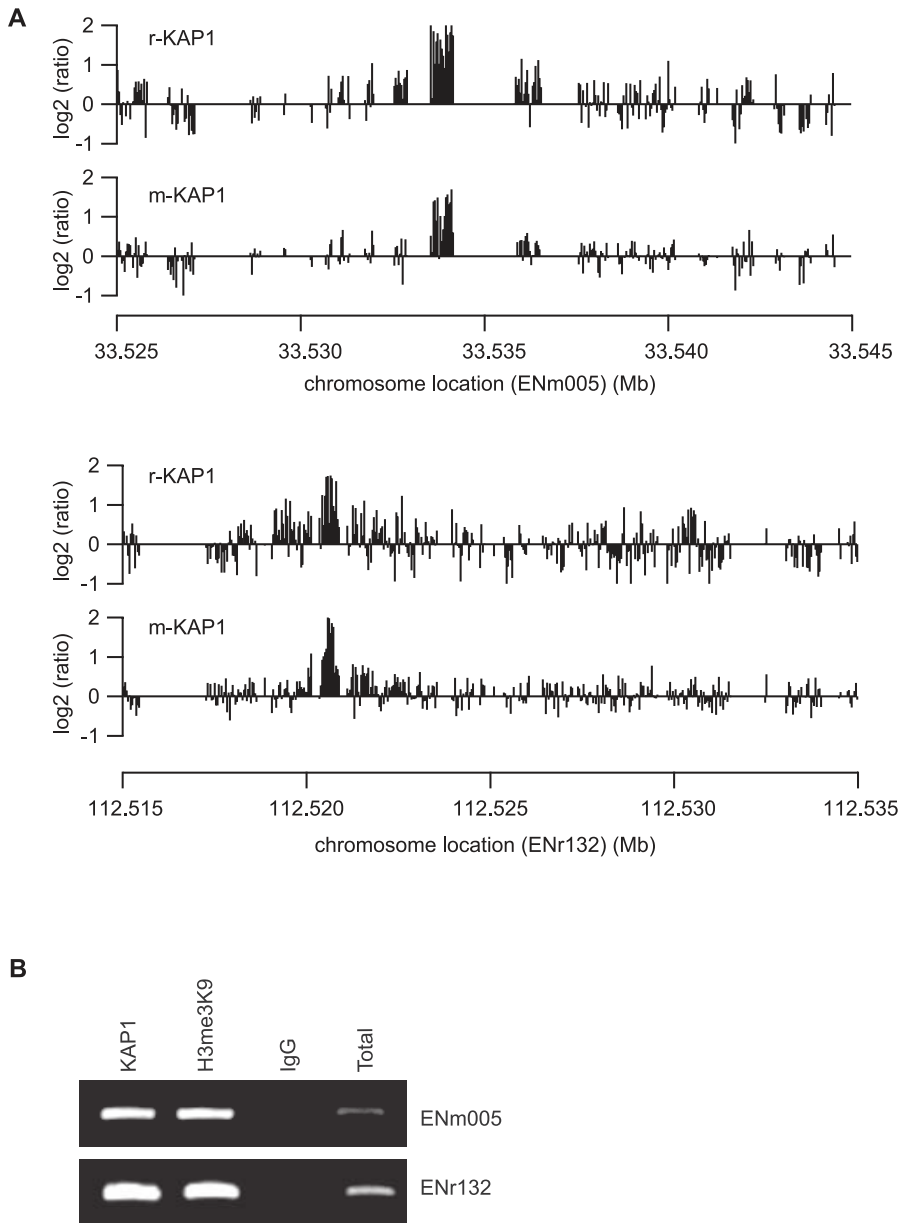 A
r-KAP1
log2 (ratio)
2
1
0
-1
m-KAP1
log2 (ratio)
2
1
0
-1
33.525 33.530 33.535 33.540 33.545
chromosome location (ENm005) (Mb)
r-KAP1
log2 (ratio)
2
1
0
-1
m-KAP1
log2 (ratio)
2
1
0
-1
112.515 112.520 112.525 112.530 112.535
chromosome location (ENr132) (Mb)
B
KAP1 H3me3K9 IgG Total
ENm005
ENr132